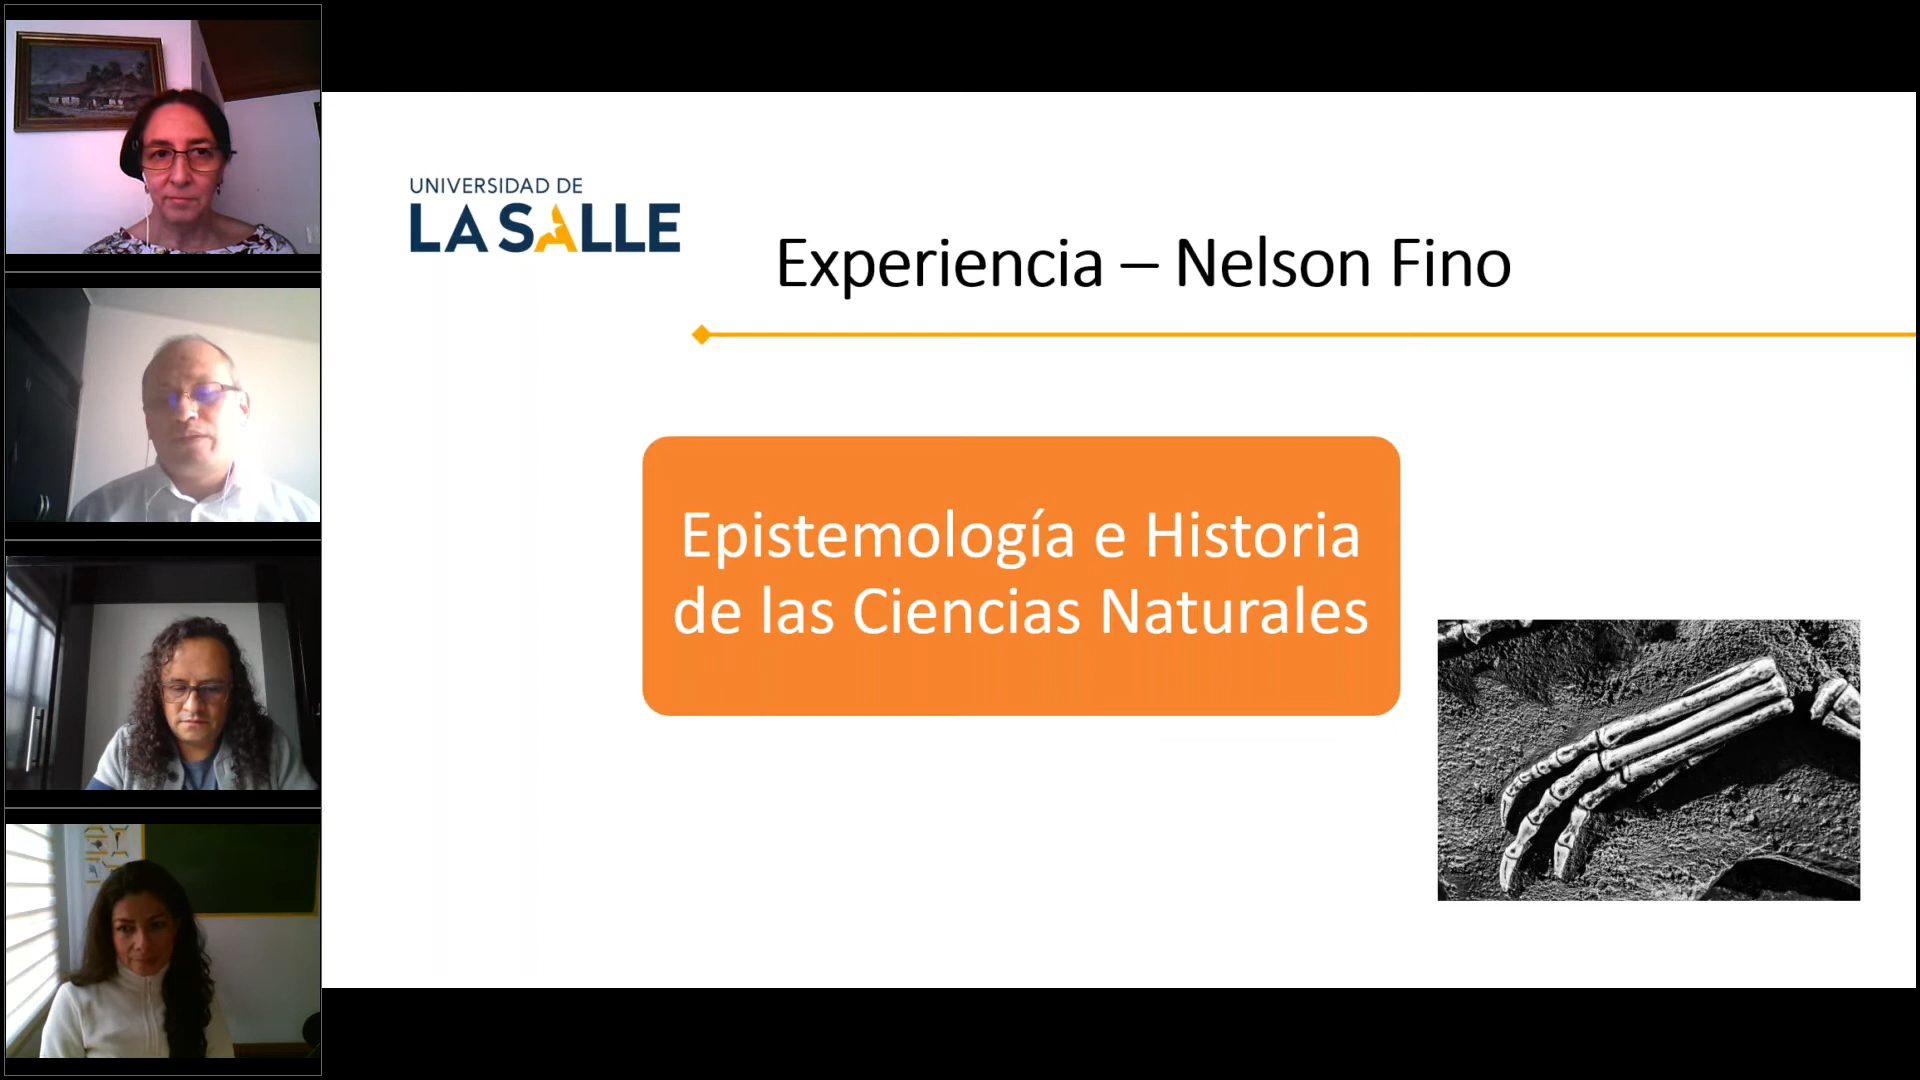 UNIVERSIDAD DE
LA SALLE
Experiencia – Nelson Fino
Epistemología e Historia
de las Ciencias Naturales